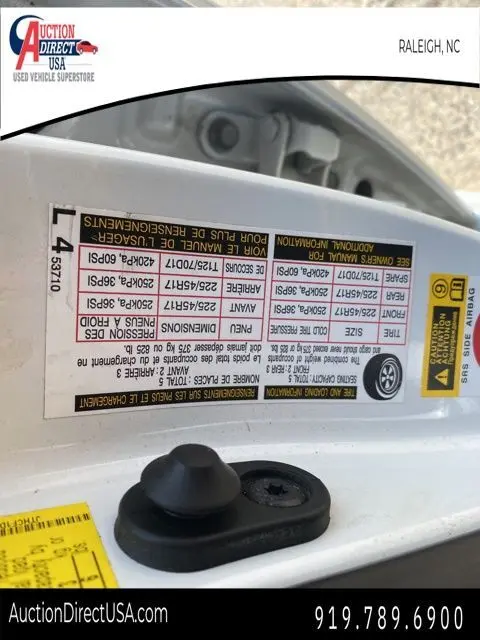 AUCTION
DIRECT
USA
USED VEHICLE SUPERSTORE
RALEIGH, NC
TIRE AND LOADING INFORMATION
RENSEIGNEMENTS SUR LES PNEUS ET LE CHARGEMENT
SEATING CAPACITY: TOTAL 5
FRONT: 2 REAR: 3
The combined weight of occupants
and cargo should never exceed 375 kg or 825 lbs
NOMBRE DE PLACES: TOTAL 5
AVANT: 2 ARRIÈRE: 3
Le poids total des occupants et du chargement ne
doit jamais dépasser 375 kg ou 825 lb.
TIRE SIZE COLD TIRE PRESSURE
FRONT 225/45R17 250kPa, 36PSI
REAR 225/45R17 250kPa, 36PSI
SPARE T125/70D17 420kPa, 60PSI
SEE OWNER'S MANUAL FOR
ADDITIONAL INFORMATION
PNEU DIMENSIONS PRESSION DES
PNEUS À FROID
AVANT 225/45R17 250kPa, 36PSI
ARRIÈRE 225/45R17 250kPa, 36PSI
DE SECOURS T125/70D17 420kPa, 60PSI
VOIR LE MANUEL DE L'USAGER
POUR PLUS DE RENSEIGNEMENTS
L 4 53710
CAUTION
SRS SIDE AIRBAG
AuctionDirectUSA.com
919.789.6900